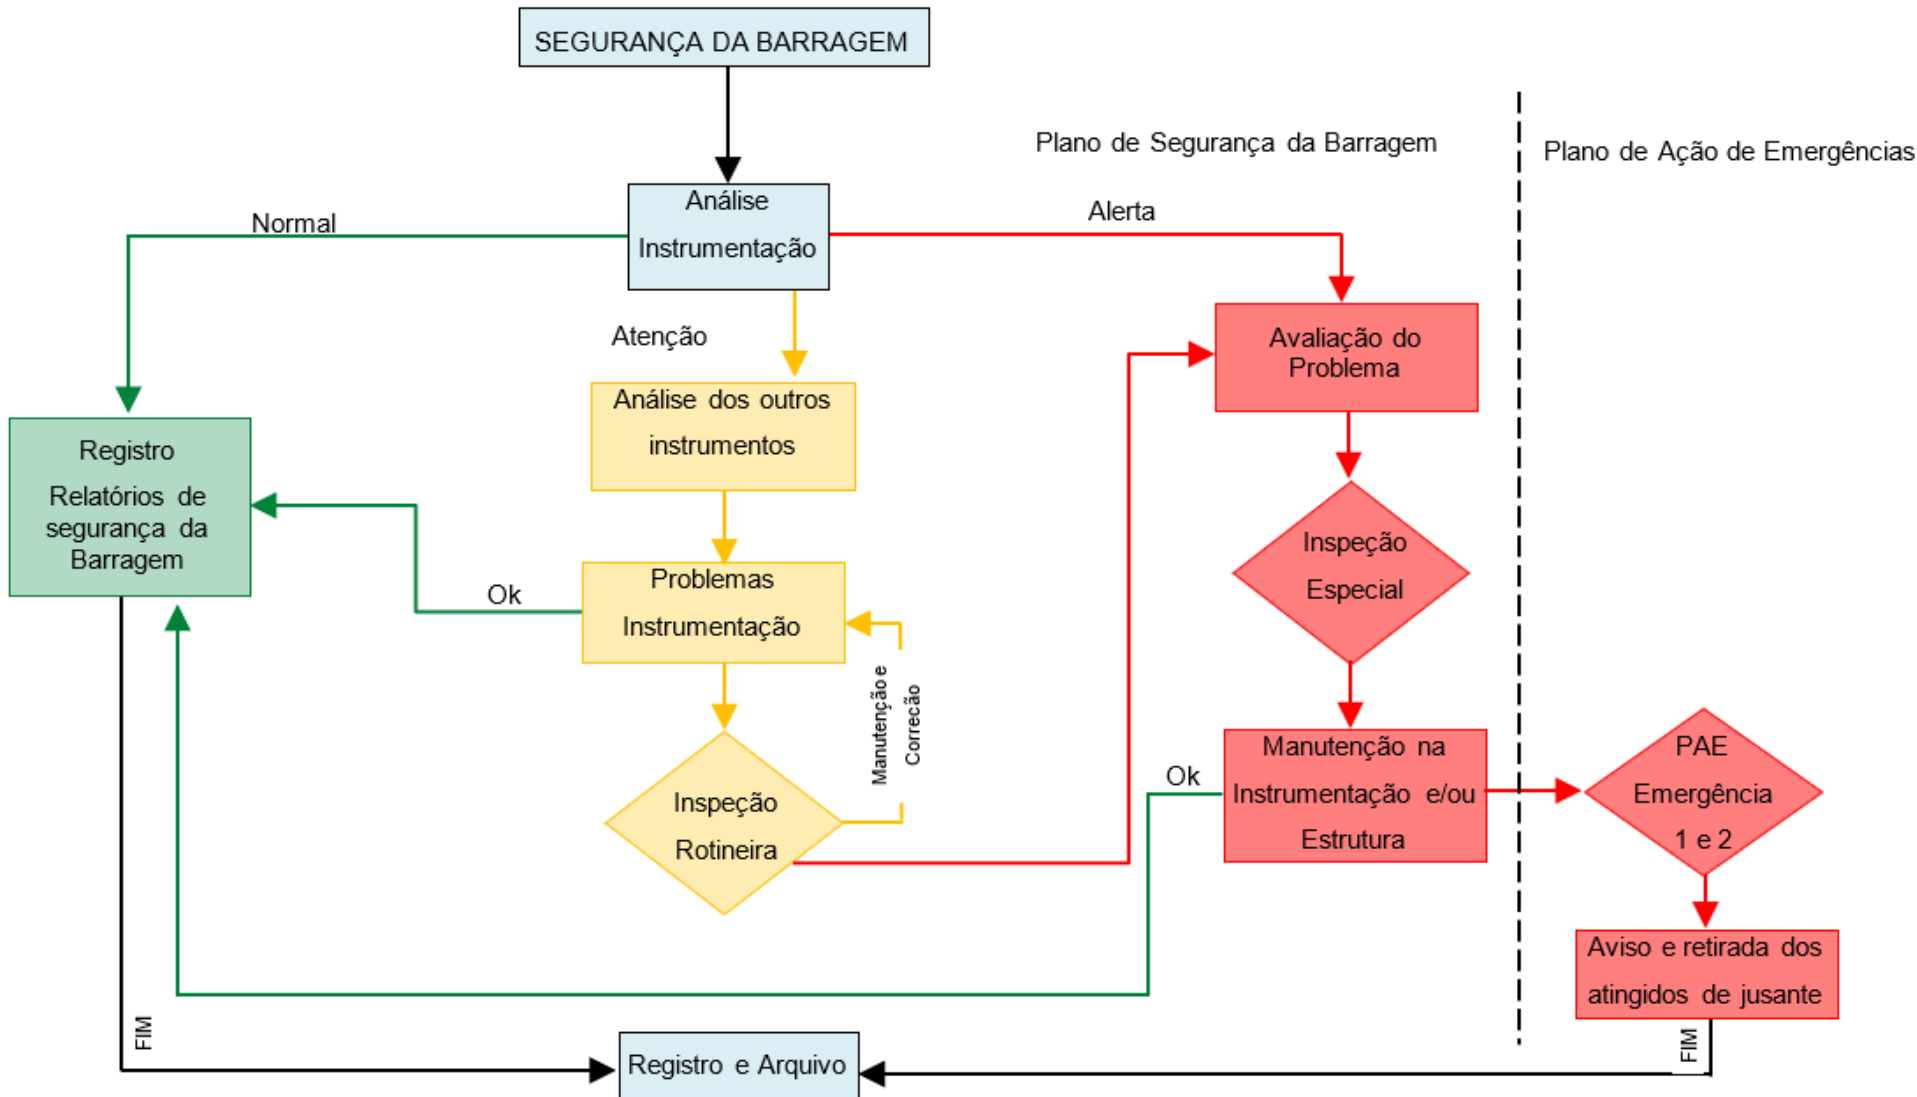 SEGURANÇA DA BARRAGEM
Plano de Segurança da Barragem
Plano de Ação de Emergências
Análise
Instrumentação
Normal
Alerta
Atenção
Avaliação do
Problema
Análise dos outros
instrumentos
Registro
Relatórios de
segurança da
Barragem
Inspeção
Especial
Problemas
Instrumentação
Ok
Manutenção e
Correcão
Inspeção
Rotineira
Manutenção na
Instrumentação e/ou
Estrutura
Ok
PAE
Emergência
1 e 2
Aviso e retirada dos
atingidos de jusante
FIM
FIM
Registro e Arquivo